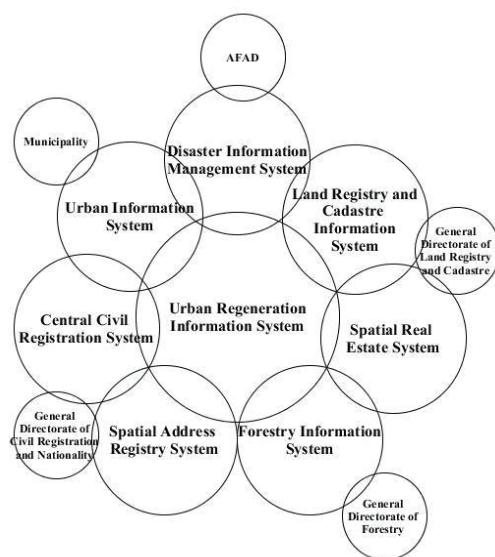 AFAD
Municipality
Disaster Information
Management System
Urban Information
System
Land Registry and
Cadastre
Information
System
General
Directorate of
Land Registry
and Cadastre
Urban Regeneration
Information System
Central Civil
Registration System
Spatial Real
Estate System
General
Directorate of
Civil Registration
and Nationality
Spatial Address
Registry System
Forestry Information
System
General
Directorate of
Forestry